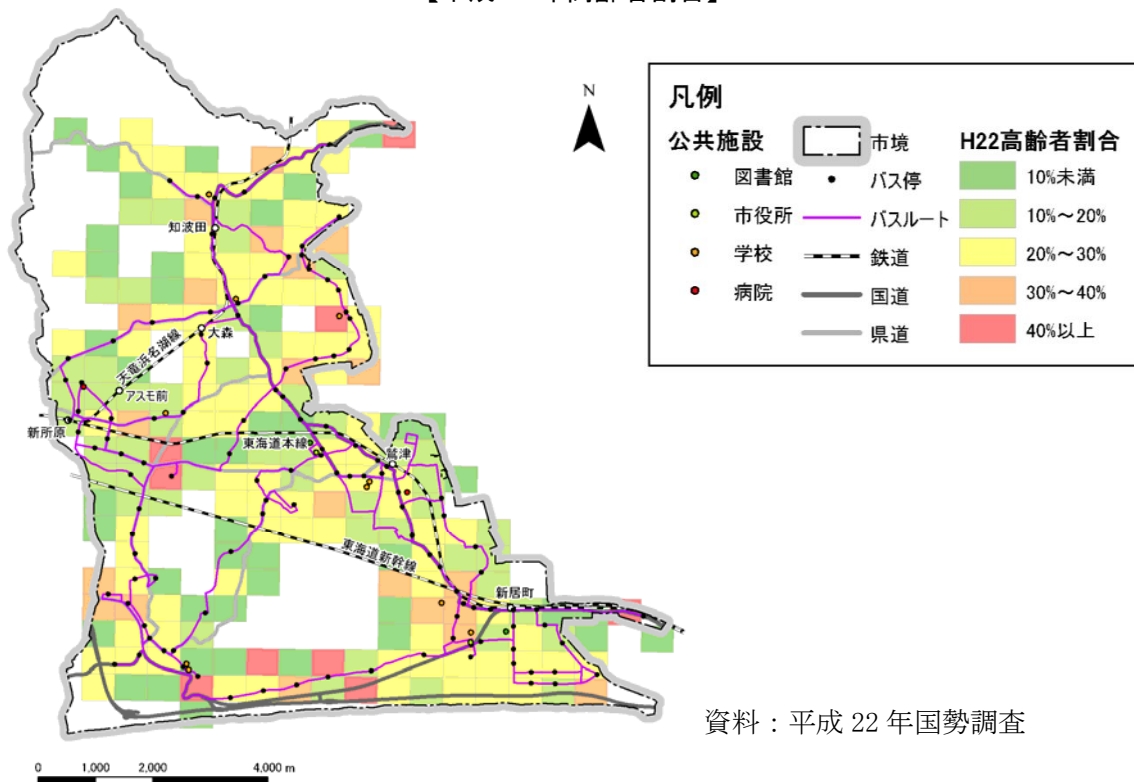 N
凡例
公共施設
図書館
市役所
学校
病院
市境
バス停
バスルート
鉄道
国道
県道
H22高齢者割合
10%未満
10%～20%
20%～30%
30%～40%
40%以上
知波田
大森
天竜浜名湖線
アスモ前
新所原
東海道本線
鷲津
東海道新幹線
新居町
資料：平成 22 年国勢調査
0 1,000 2,000 4,000 m